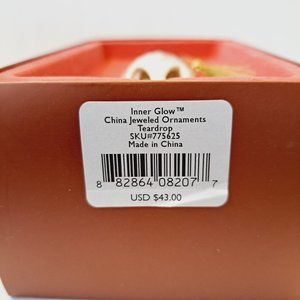 Inner Glow™
China Jeweled Ornaments
Teardrop
SKU#775625
Made in China
8 82864 08207 7
USD $43.00